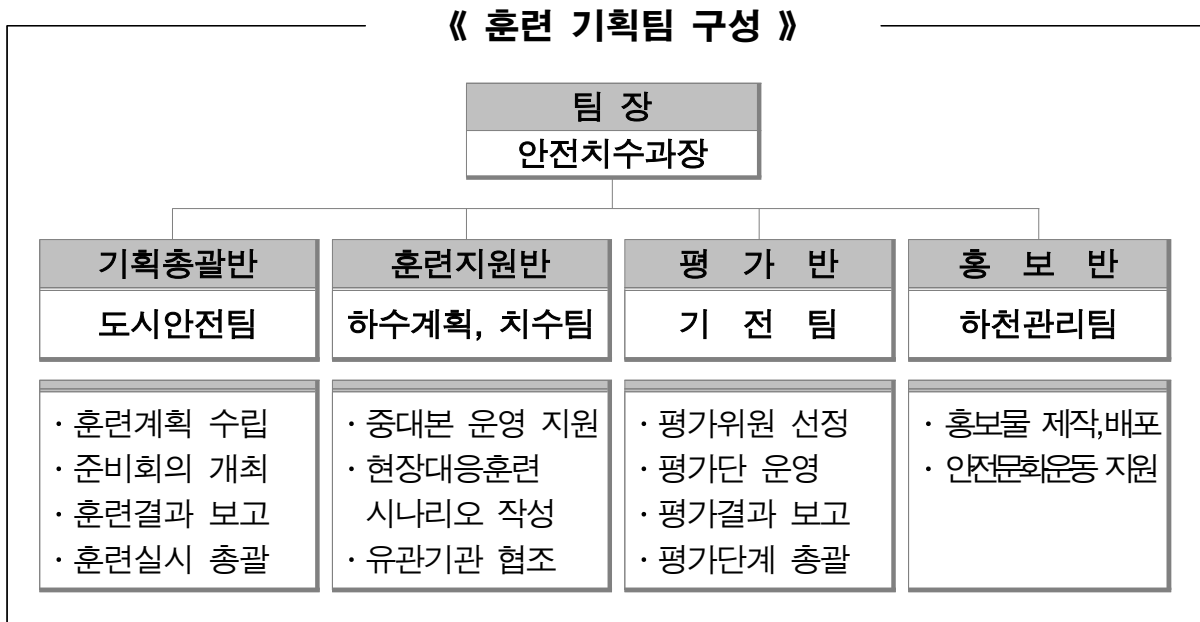 《 훈련 기획팀 구성 》
팀 장
안전치수과장
기획총괄반
도시안전팀
· 훈련계획 수립
· 준비회의 개최
· 훈련결과 보고
· 훈련실시 총괄
훈련지원반
하수계획, 치수팀
· 중대본 운영 지원
· 현장대응훈련
시나리오 작성
· 유관기관 협조
평 가 반
기 전 팀
· 평가위원 선정
· 평가단 운영
· 평가결과 보고
· 평가단계 총괄
홍 보 반
하천관리팀
· 홍보물 제작,배포
· 안전문화운동 지원